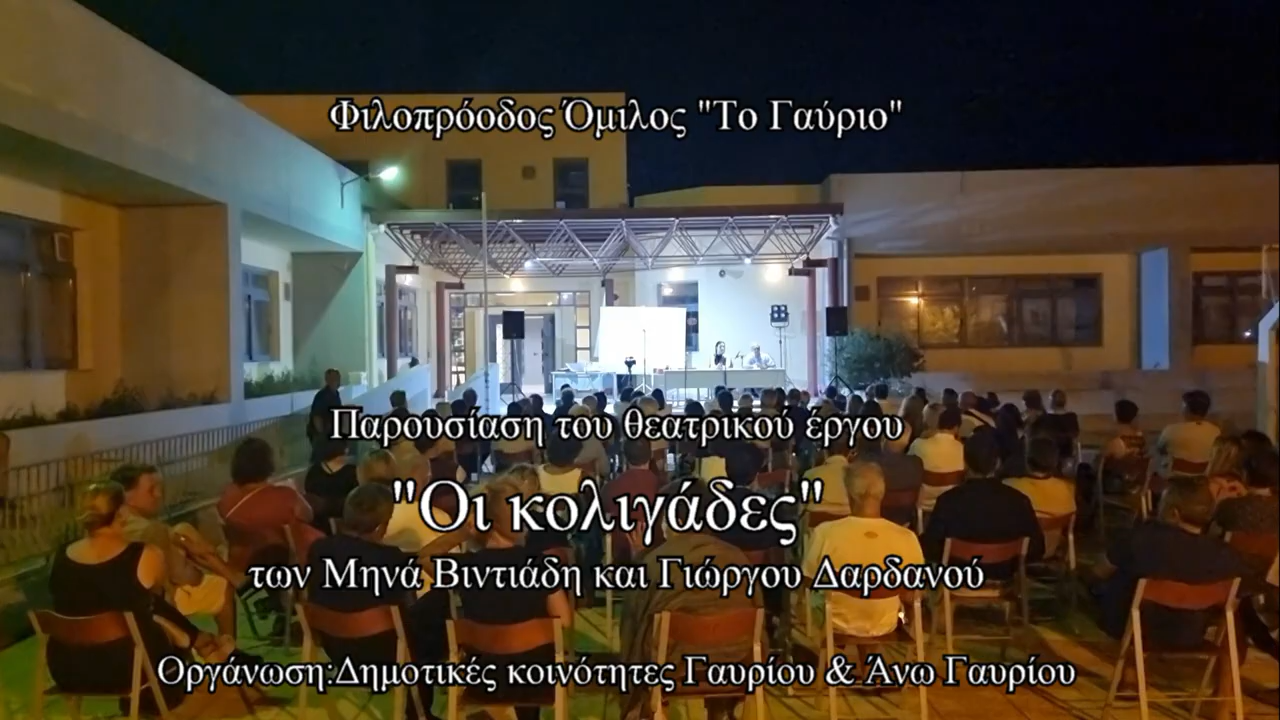 Φιλοπρόοδος Όμιλος "Το Γαύριο"
Παρουσίαση του θεατρικού έργου
"Οι κολιγάδες"
των Μηνά Βιντιάδη και Γιώργου Δαρδανού
Οργάνωση:Δημοτικές κοινότητες Γαυρίου & Άνω Γαυρίου